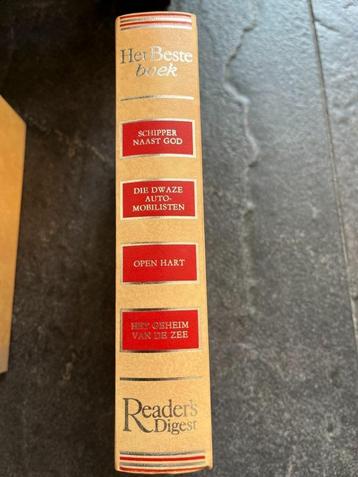 Het Beste
boek
SCHIPPER
NAAST GOD
DIE DWAZE
AUTO-
MOBILISTEN
OPEN HART
HET GEHEIM
VAN DE ZEE
Reader's
Digest